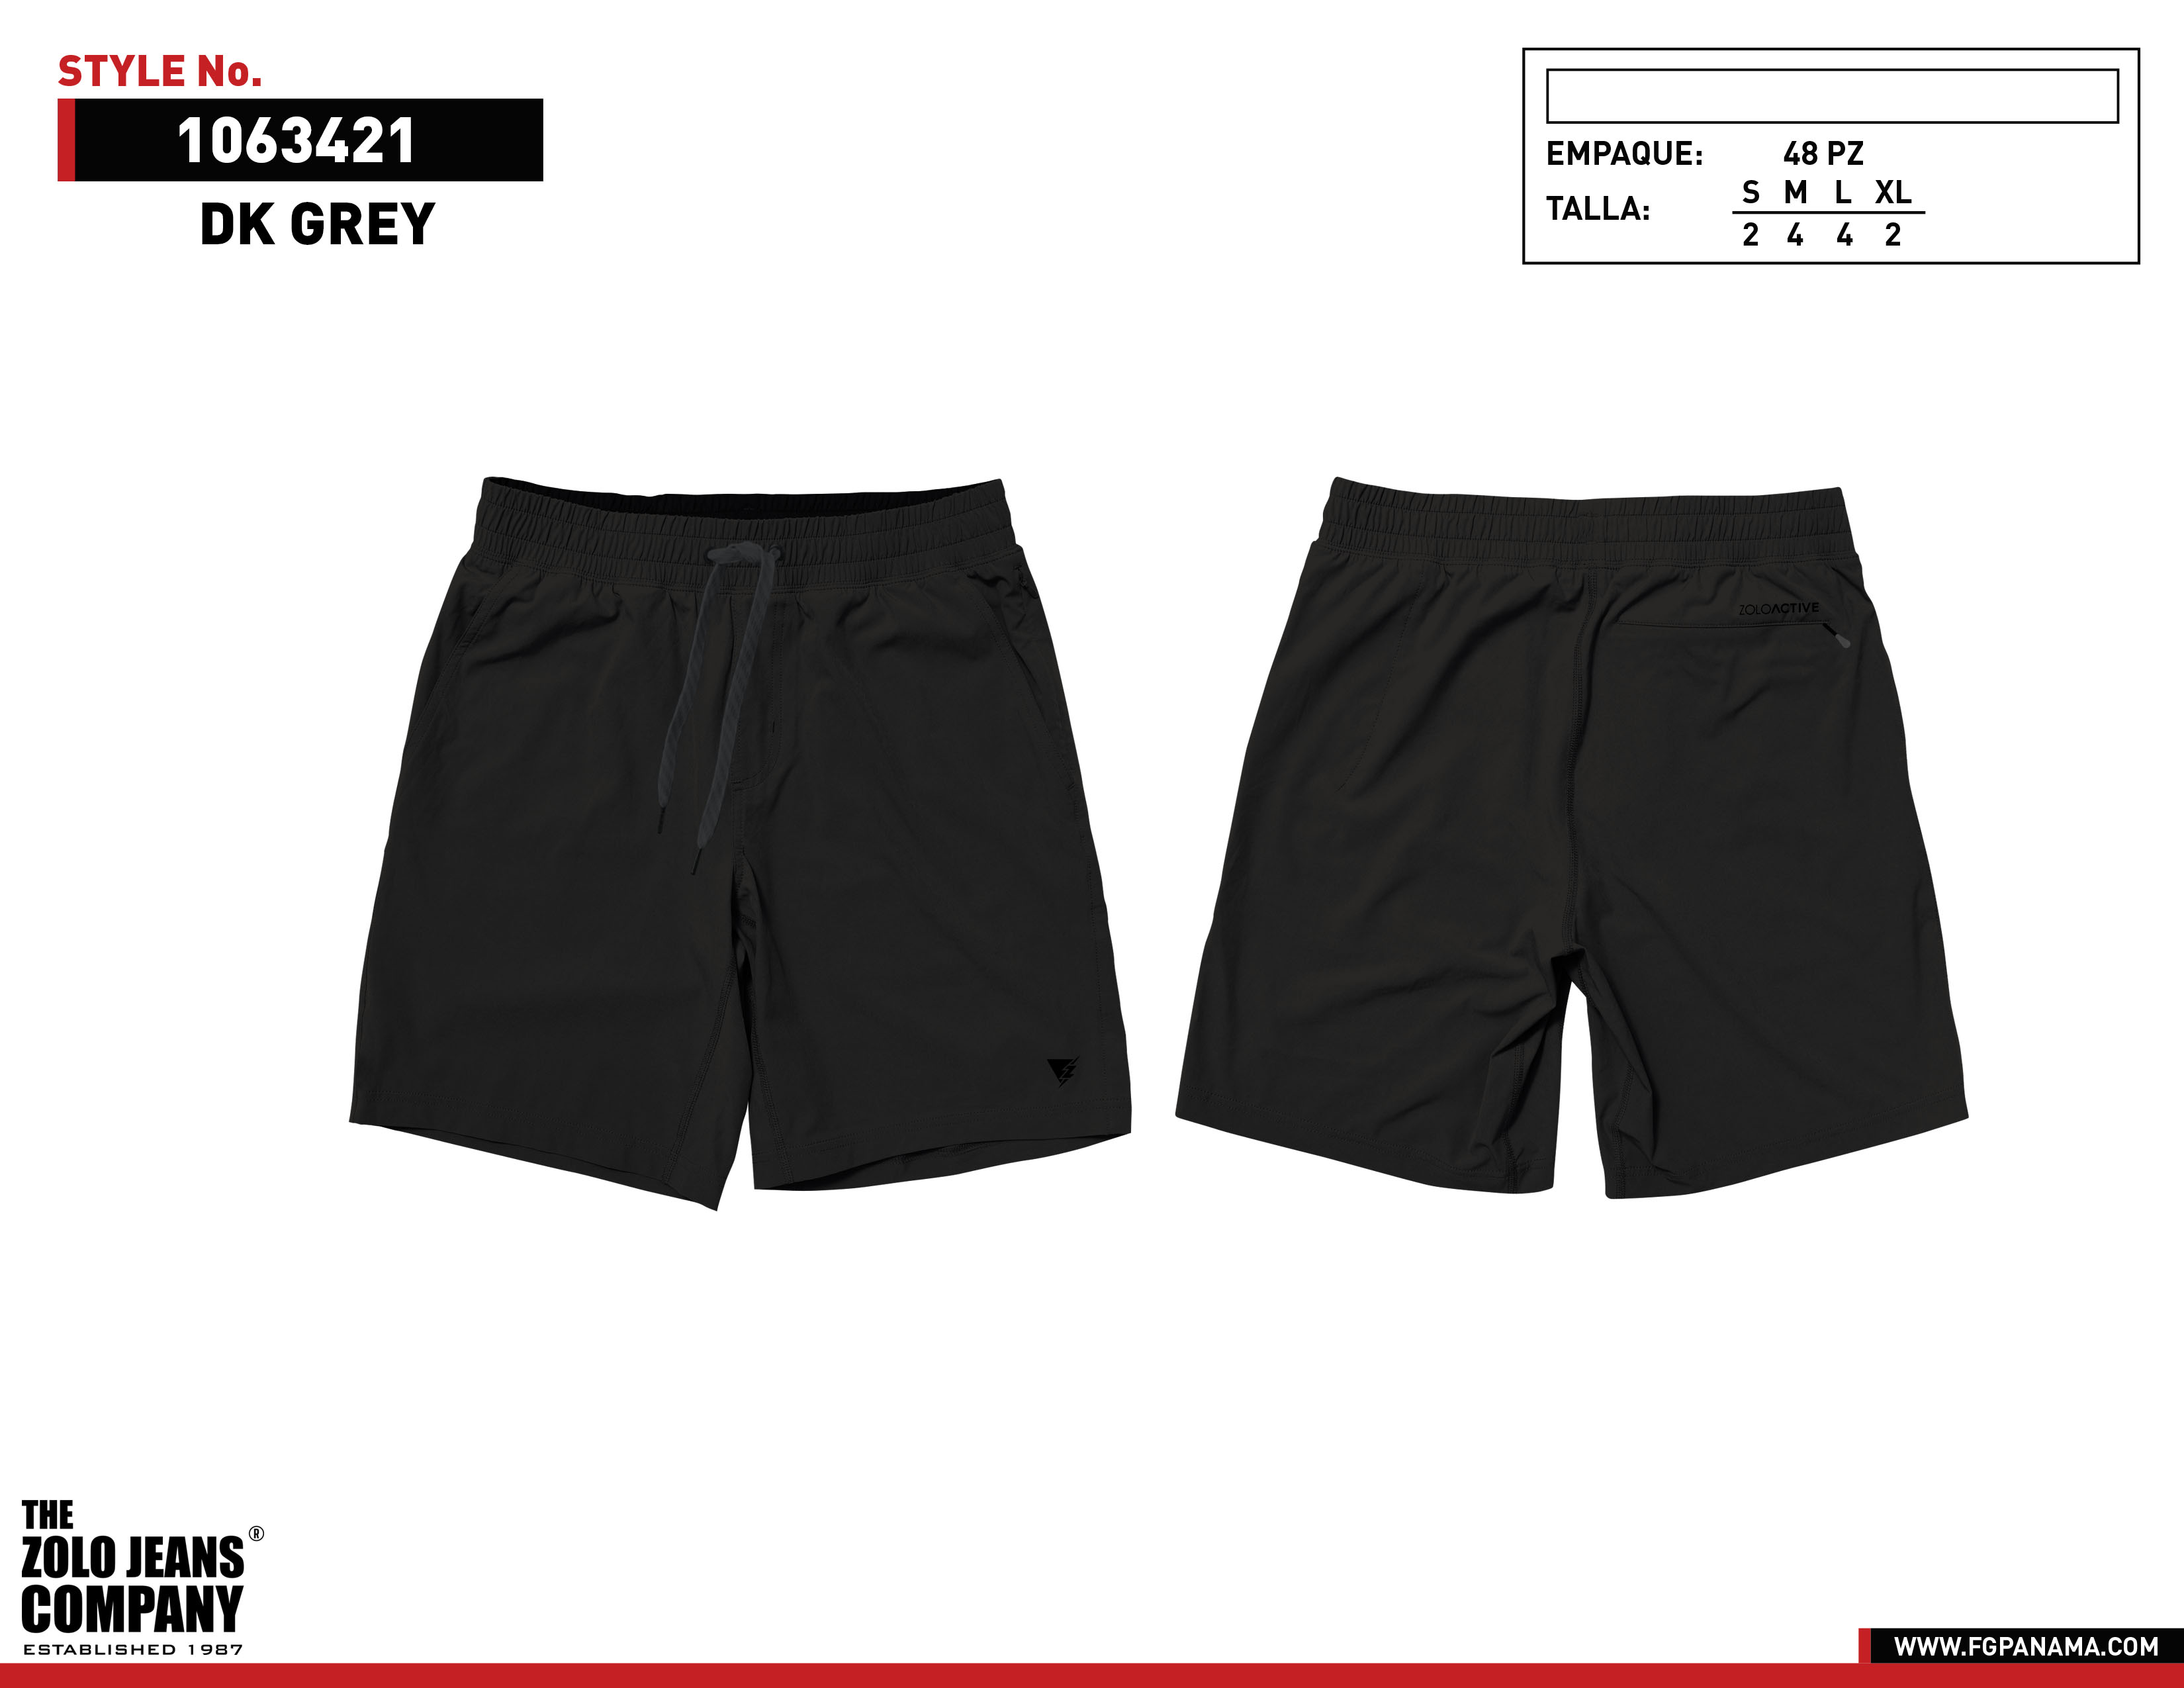 STYLE No.
1063421
DK GREY
EMPAQUE: 48 PZ
TALLA:
S M L XL
2 4 4 2
ZOLOACTIVE
THE
ZOLO JEANS®
COMPANY
ESTABLISHED 1987
WWW.FGPANAMA.COM